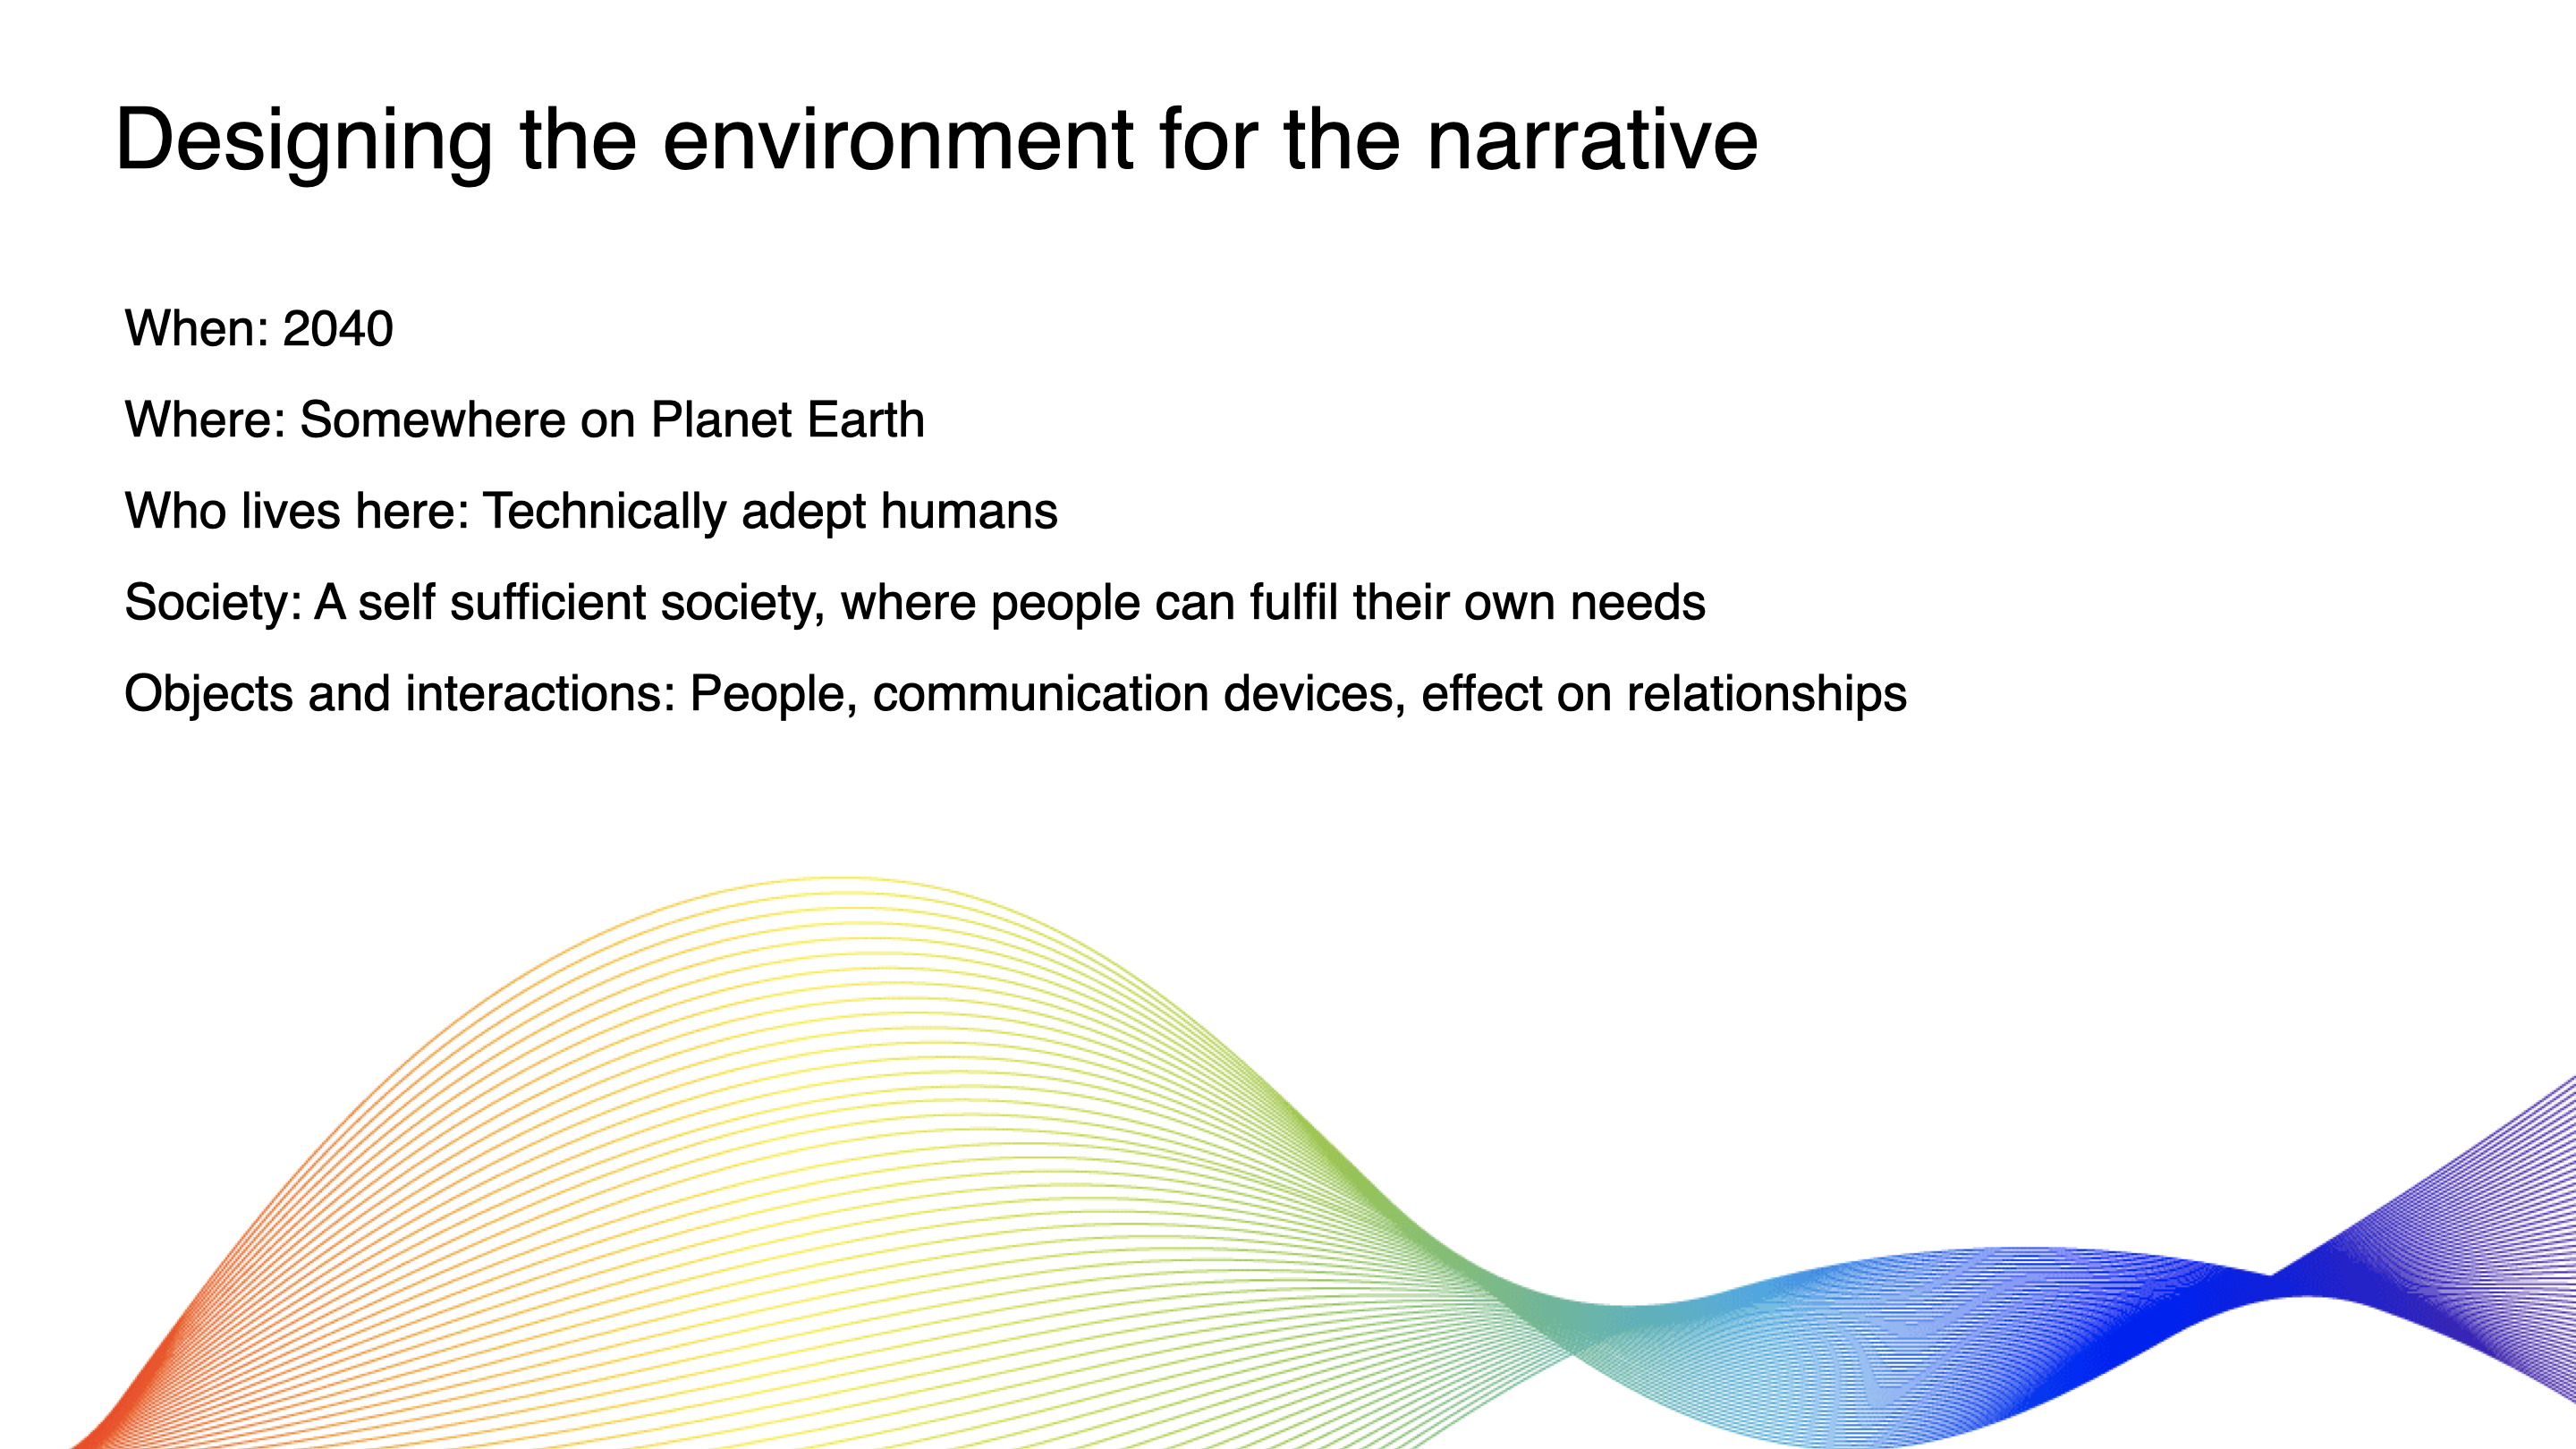 Designing the environment for the narrative
When: 2040
Where: Somewhere on Planet Earth
Who lives here: Technically adept humans
Society: A self sufficient society, where people can fulfil their own needs
Objects and interactions: People, communication devices, effect on relationships